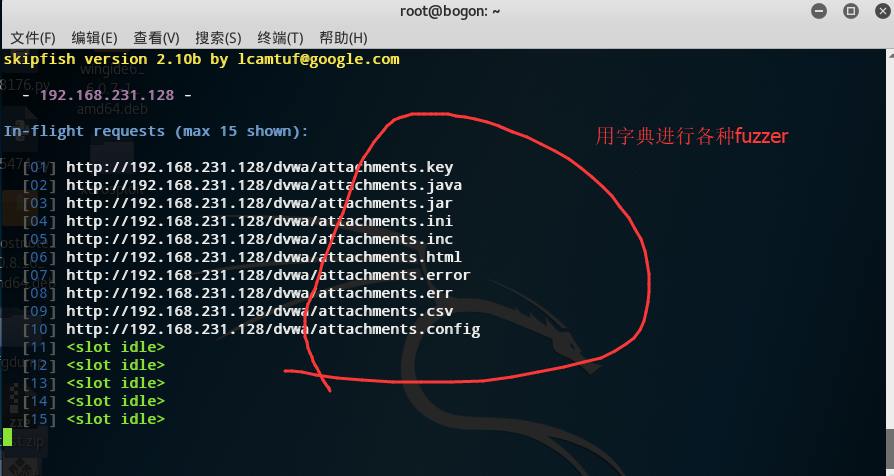 root@bogon: ~
文件(F) 编辑(E) 查看(V) 搜索(S) 终端(T) 帮助(H)
skipfish version 2.10b by lcamtuf@google.com
- 192.168.231.128 -
In-flight requests (max 15 shown):
用字典进行各种fuzzer
[01] http://192.168.231.128/dvwa/attachments.key
[02] http://192.168.231.128/dvwa/attachments.java
[03] http://192.168.231.128/dvwa/attachments.jar
[04] http://192.168.231.128/dvwa/attachments.ini
[05] http://192.168.231.128/dvwa/attachments.inc
[06] http://192.168.231.128/dvwa/attachments.html
[07] http://192.168.231.128/dvwa/attachments.error
[08] http://192.168.231.128/dvwa/attachments.err
[09] http://192.168.231.128/dvwa/attachments.csv
[10] http://192.168.231.128/dvwa/attachments.config
[11] <slot idle>
[12] <slot idle>
[13] <slot idle>
[14] <slot idle>
[15] <slot idle>